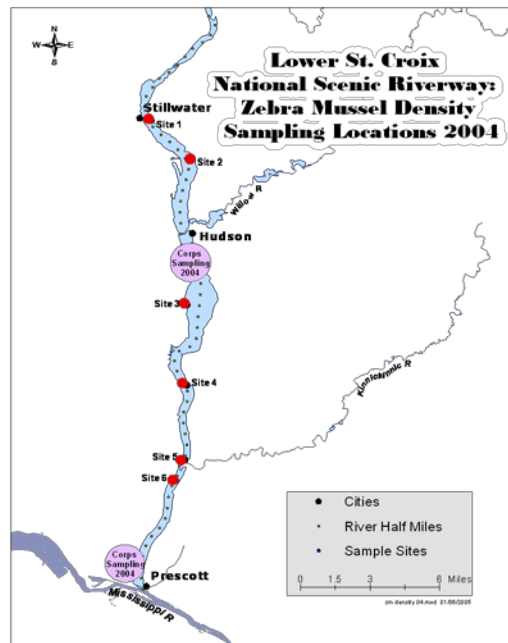 N
W E
S
Lower St. Croix
National Scenic Riverway:
Zebra Mussel Density
Sampling Locations 2004
Stillwater
Site 1
Site 2
Willow R
Hudson
Corps
Sampling
2004
Site 3
Site 4
Kinnickinnic R
Site 5
Site 6
Corps
Sampling
2004
Prescott
Mississippi R
Cities
River Half Miles
Sample Sites
0 1.5 3 6 Miles